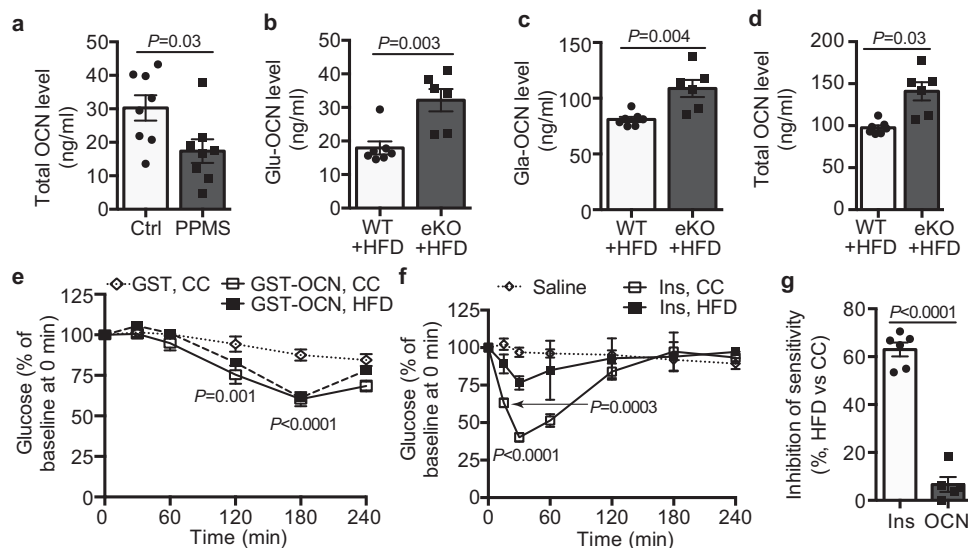 a
P=0.03
Total OCN level
(ng/ml)
50
40
30
20
10
0
Ctrl PPMS
b
P=0.003
Glu-OCN level
(ng/ml)
50
40
30
20
10
0
WT eKO
+HFD +HFD
c
P=0.004
Gla-OCN level
(ng/ml)
150
100
50
0
WT eKO
+HFD +HFD
d
P=0.03
Total OCN level
(ng/ml)
200
150
100
50
0
WT eKO
+HFD +HFD
e
GST, CC GST-OCN, CC
GST-OCN, HFD
Glucose (% of
baseline at 0 min)
125
100
75
50
25
0
P=0.001
P<0.0001
0 60 120 180 240
Time (min)
f
Saline Ins, CC
Ins, HFD
Glucose (% of
baseline at 0 min)
125
100
75
50
25
0
P=0.0003
P<0.0001
0 60 120 180 240
Time (min)
g
P<0.0001
Inhibition of sensitivity
(%, HFD vs CC)
80
60
40
20
0
Ins OCN